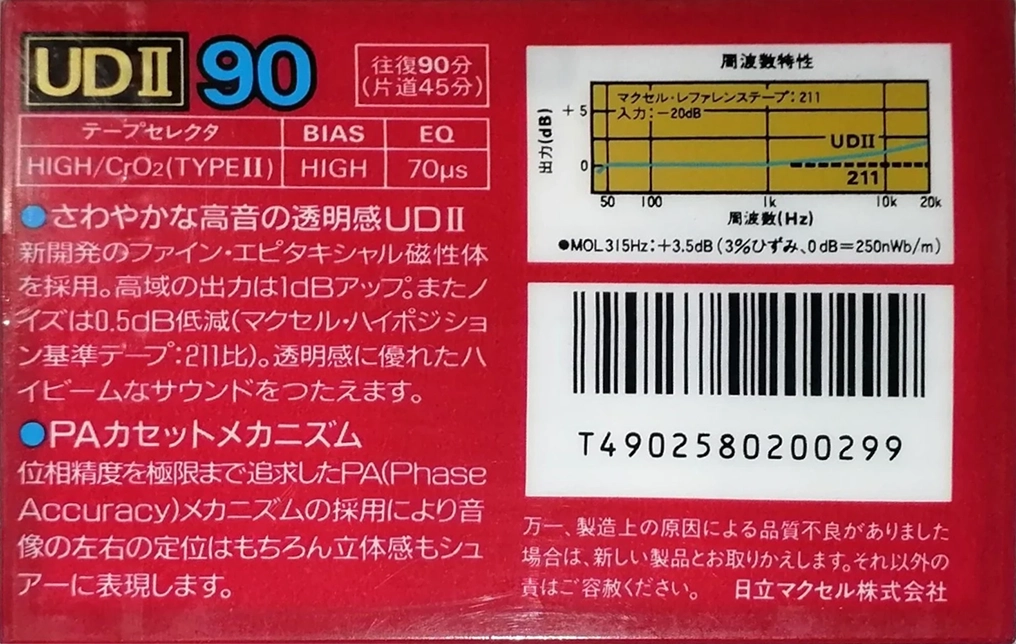 UDⅡ 90
往復90分
(片道45分)
テープセレクタ BIAS EQ
HIGH/CrO2(TYPEⅡ) HIGH 70μs
●さわやかな高音の透明感UDⅡ
新開発のファイン・エピタキシャル磁性体
を採用。高域の出力は1dBアップ。またノ
イズは0.5dB低減(マクセル・ハイポジショ
ン基準テープ:211比)。透明感に優れたハ
イビームなサウンドをつたえます。
●PAカセットメカニズム
位相精度を極限まで追求したPA(Phase
Accuracy)メカニズムの採用により音
像の左右の定位はもちろん立体感もシュ
アーに表現します。
周波数特性
マクセル・レファレンステープ:211
入力:-20dB
出力(dB)
+5
0
UDⅡ
211
50 100 1k 10k 20k
周波数(Hz)
●MOL315Hz:+3.5dB(3%ひずみ、0dB=250nWb/m)
T4902580200299
万一、製造上の原因による品質不良がありました
場合は、新しい製品とお取りかえします。それ以外の
責はご容赦ください。 日立マクセル株式会社